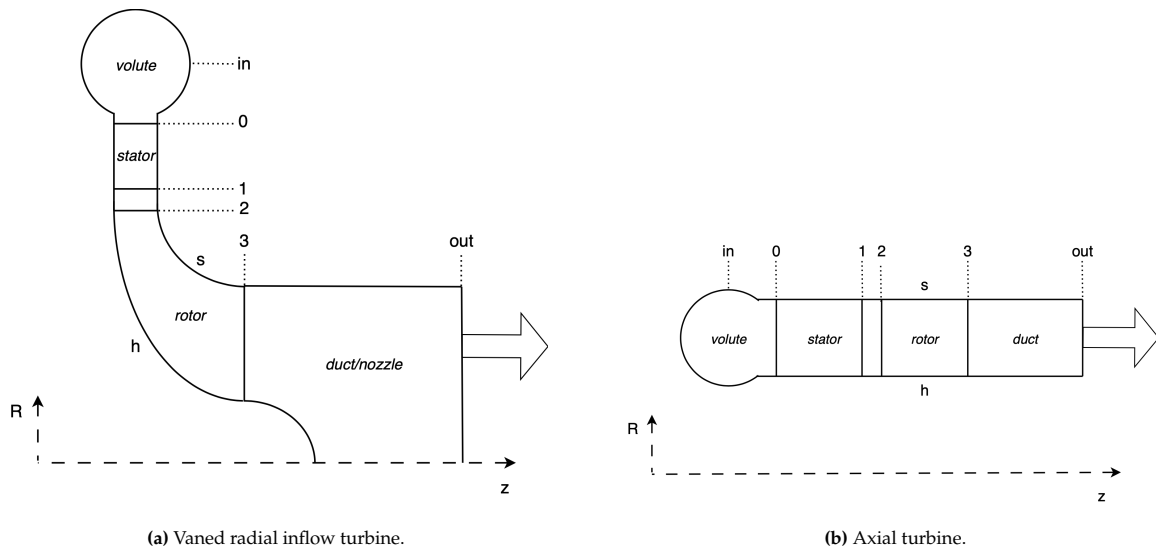 volute
in
0
stator
1
2
3
out
s
rotor
h
duct/nozzle
R
z
(a) Vaned radial inflow turbine.
in
0
1
2
3
out
s
volute
stator
rotor
duct
h
R
z
(b) Axial turbine.